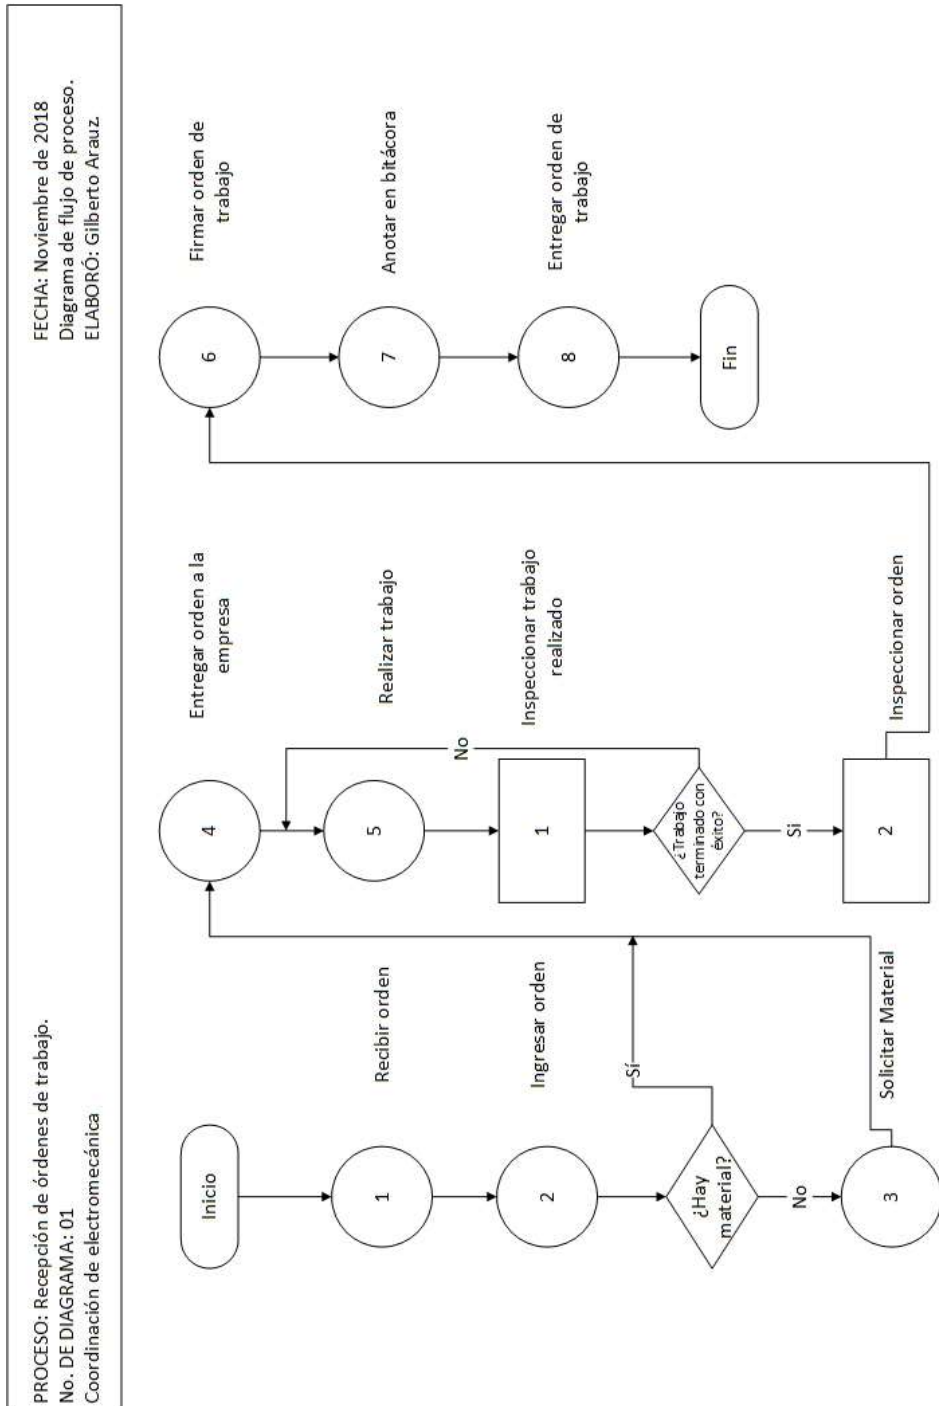 PROCESO: Recepción de órdenes de trabajo.
No. DE DIAGRAMA: 01
Coordinación de electromecánica
FECHA: Noviembre de 2018
Diagrama de flujo de proceso.
ELABORÓ: Gilberto Arauz.
Inicio
1
Recibir orden
2
Ingresar orden
¿Hay
material?
Sí
No
3
Solicitar Material
4
Entregar orden a la
empresa
5
Realizar trabajo
1
Inspeccionar trabajo
realizado
¿Trabajo
terminado con
éxito?
No
Si
2
Inspeccionar orden
6
Firmar orden de
trabajo
7
Anotar en bitácora
8
Entregar orden de
trabajo
Fin